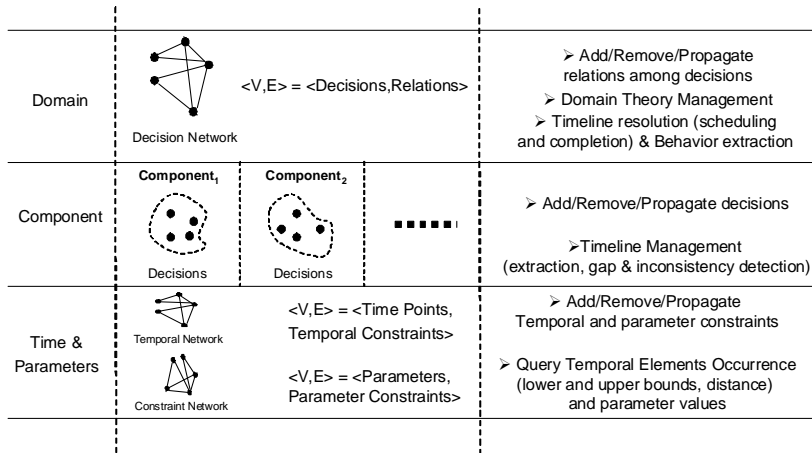 Domain
Decision Network
<V,E> = <Decisions,Relations>
➢ Add/Remove/Propagate
relations among decisions
➢ Domain Theory Management
➢ Timeline resolution (scheduling
and completion) & Behavior extraction
Component
Component₁
Decisions
Component₂
Decisions
➢ Add/Remove/Propagate decisions
➢Timeline Management
(extraction, gap & inconsistency detection)
Time &
Parameters
Temporal Network
<V,E> = <Time Points,
Temporal Constraints>
Constraint Network
<V,E> = <Parameters,
Parameter Constraints>
➢ Add/Remove/Propagate
Temporal and parameter constraints
➢ Query Temporal Elements Occurrence
(lower and upper bounds, distance)
and parameter values